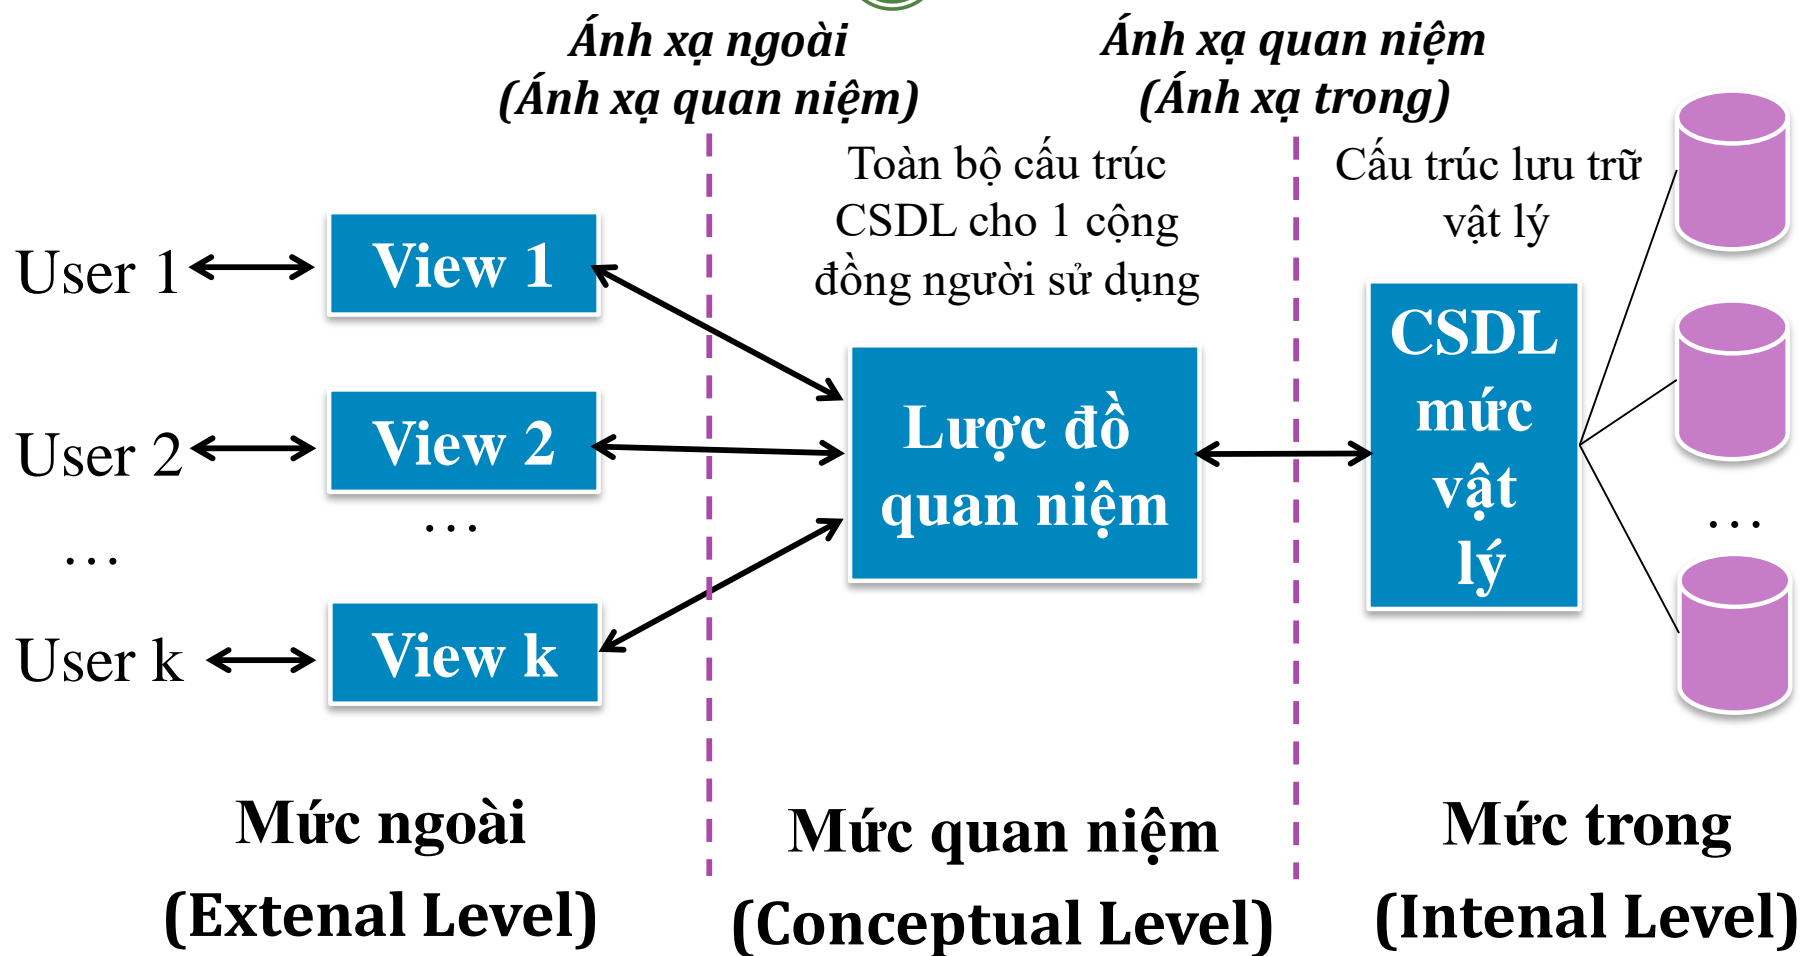 Ánh xạ ngoài
(Ánh xạ quan niệm)
Ánh xạ quan niệm
(Ánh xạ trong)
Toàn bộ cấu trúc
CSDL cho 1 cộng
đồng người sử dụng
Cấu trúc lưu trữ
vật lý
User 1
View 1
User 2
View 2
…
…
User k
View k
Lược đồ
quan niệm
CSDL
mức
vật
lý
…
Mức ngoài
(Extenal Level)
Mức quan niệm
(Conceptual Level)
Mức trong
(Intenal Level)